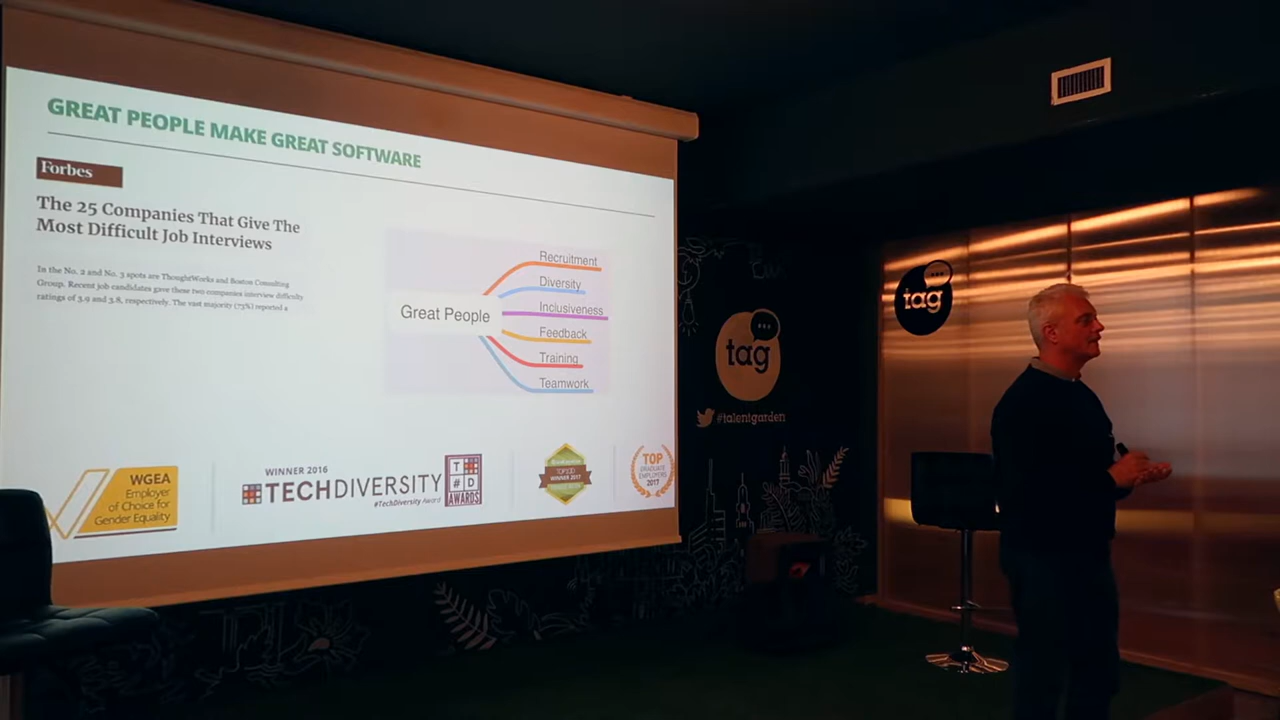 GREAT PEOPLE MAKE GREAT SOFTWARE
Forbes
The 25 Companies That Give The
Most Difficult Job Interviews
In the No. 2 and No. 3 spots are ThoughtWorks and Boston Consulting
Group. Recent job candidates gave these two companies interview difficulty
ratings of 3.9 and 3.8, respectively. The vast majority (73%) reported a
Great People
Recruitment
Diversity
Inclusiveness
Feedback
Training
Teamwork
WGEA
Employer
of Choice for
Gender Equality
WINNER 2016
TECHDIVERSITY
#TechDiversity Award
T
# D
AWARDS
TOP
GRADUATE
EMPLOYERS
2017
tag
#talentgarden
tag